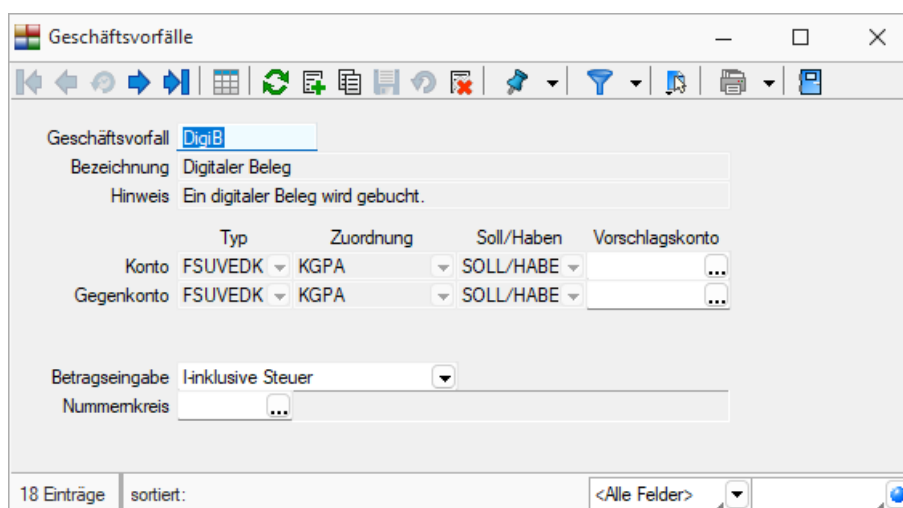 Geschäftsvorfälle
Geschäftsvorfall DigiB
Bezeichnung Digitaler Beleg
Hinweis Ein digitaler Beleg wird gebucht.
Typ Zuordnung Soll/Haben Vorschlagskonto
Konto FSUVEDK KGPA SOLL/HABE ...
Gegenkonto FSUVEDK KGPA SOLL/HABE ...
Betragseingabe I-inklusive Steuer
Nummernkreis ...
18 Einträge sortiert: <Alle Felder>